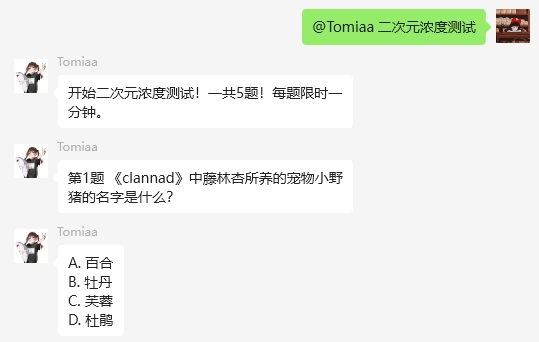 @Tomiaa 二次元浓度测试
Tomiaa
开始二次元浓度测试！一共5题！每题限时一
分钟。
Tomiaa
第1题 《clannad》中藤林杏所养的宠物小野
猪的名字是什么？
Tomiaa
A. 百合
B. 牡丹
C. 芙蓉
D. 杜鹃